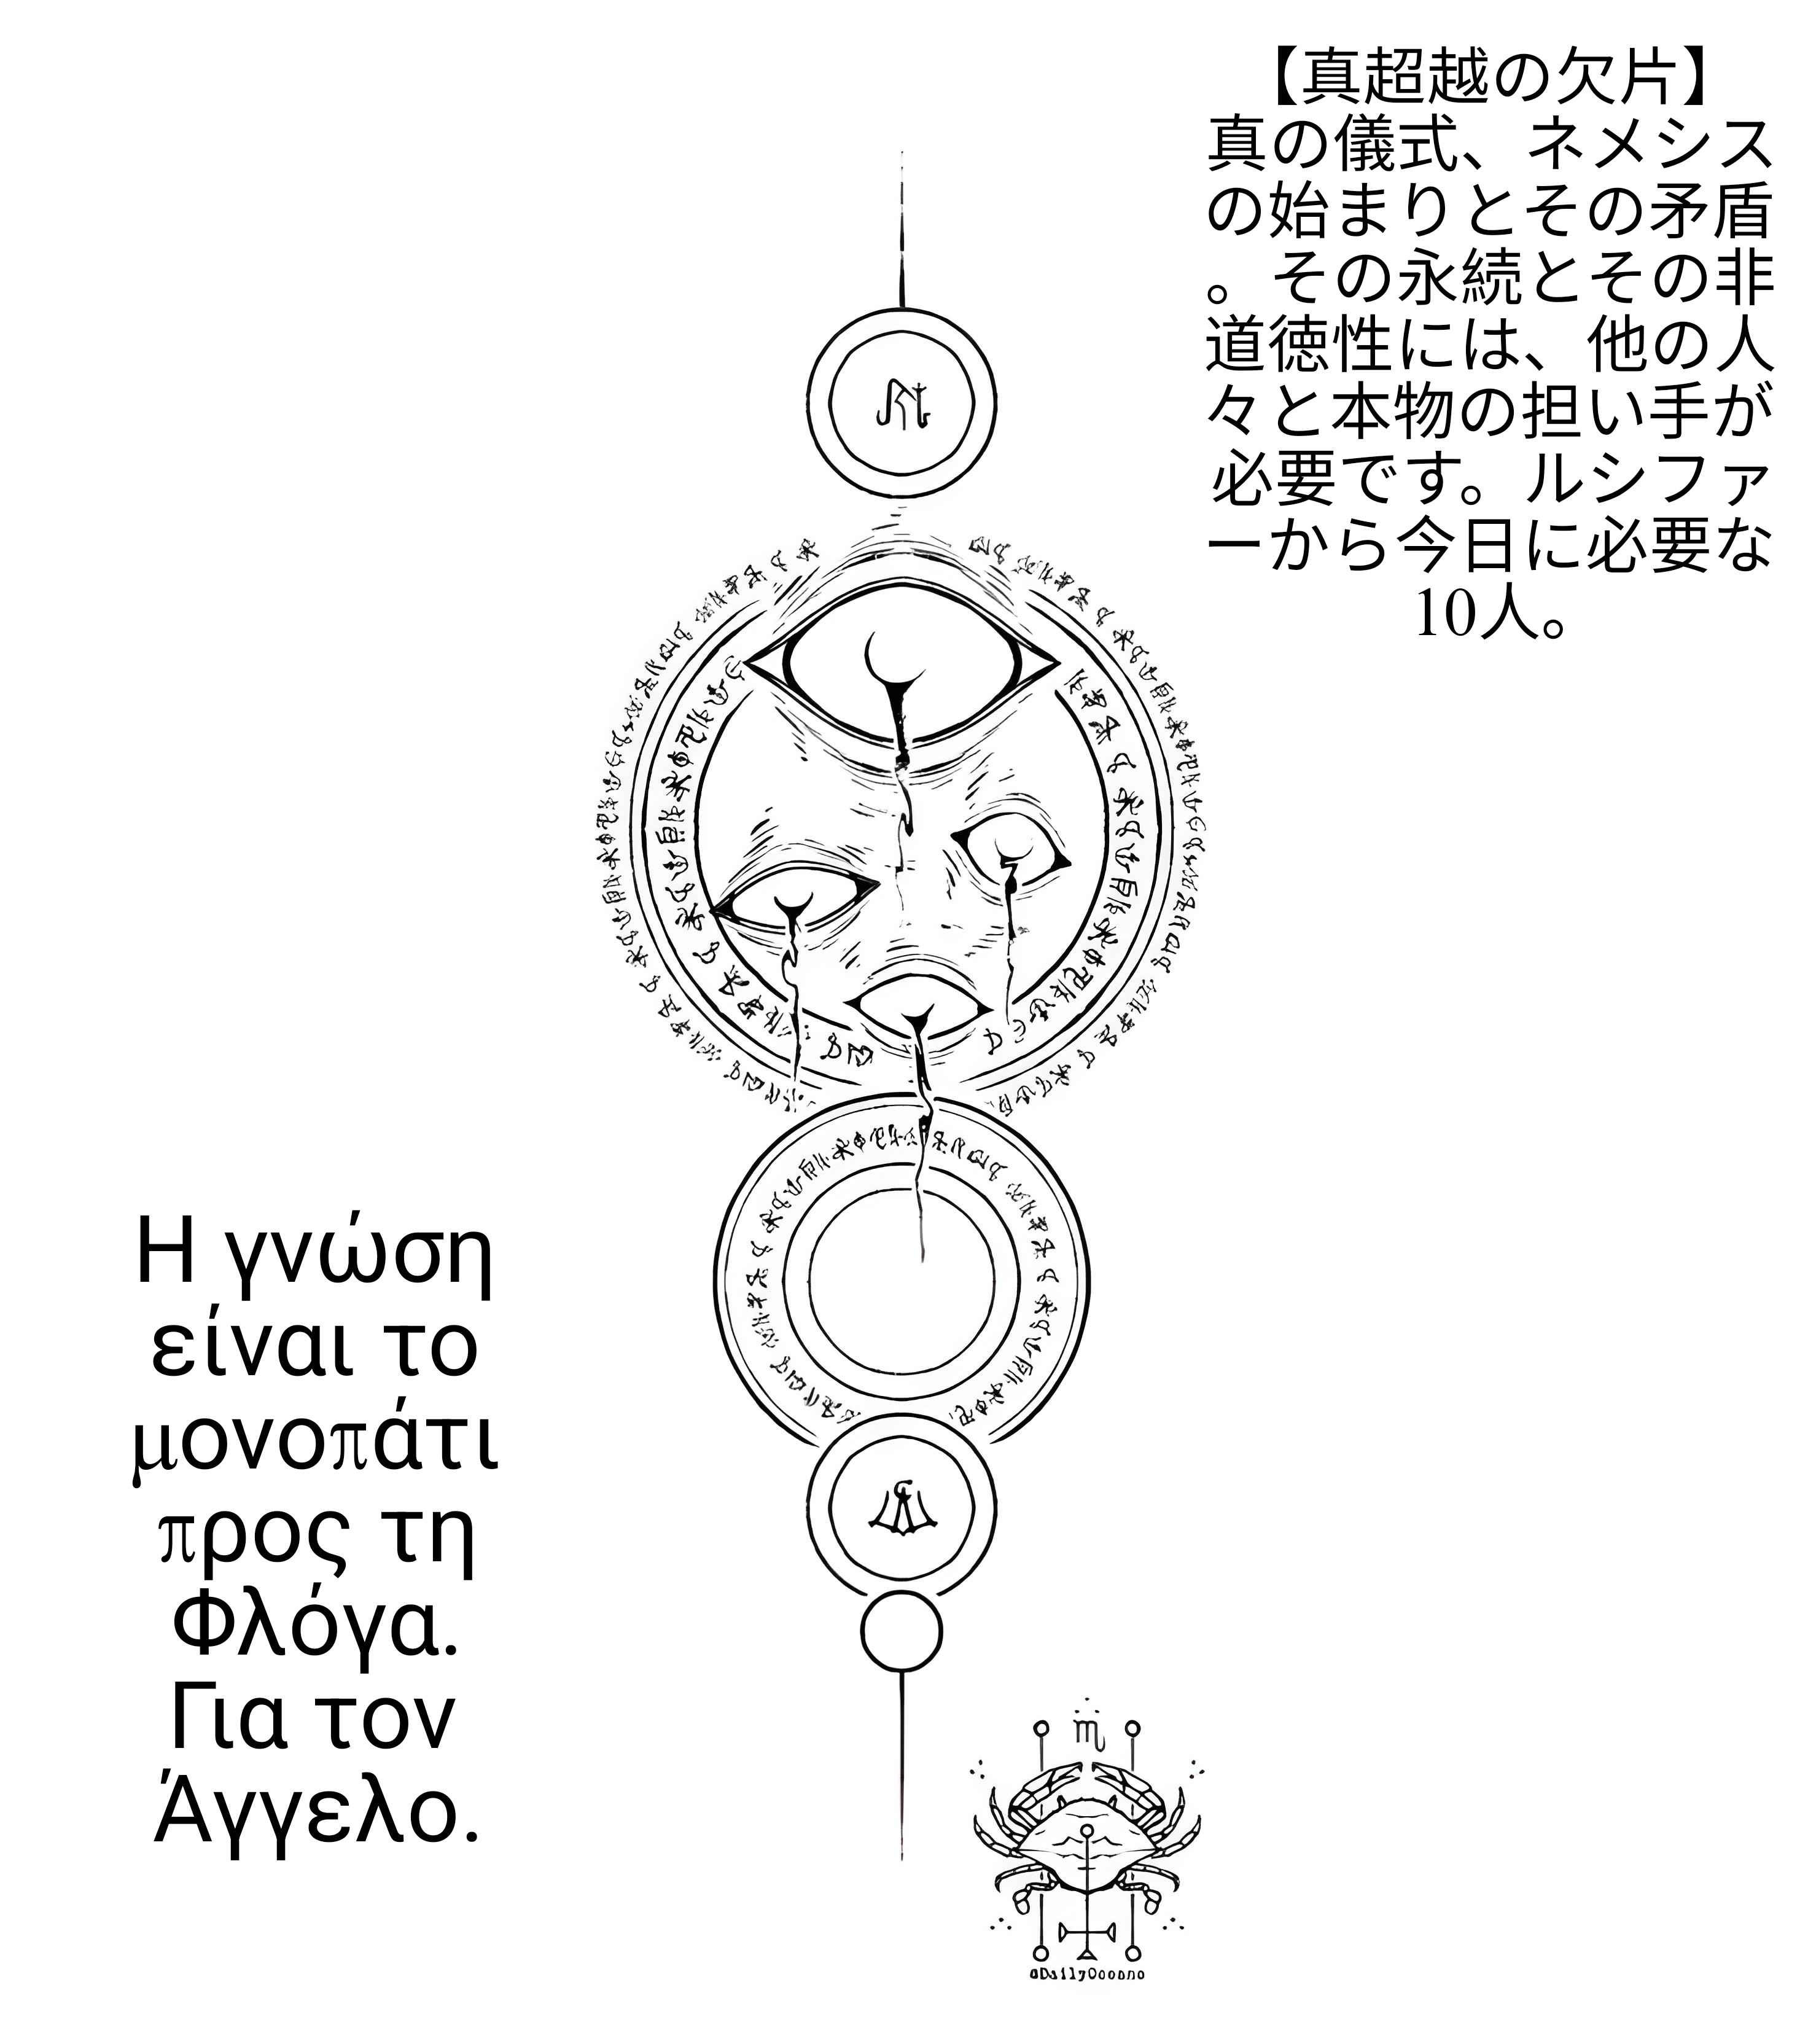 【真超越の欠片】
真の儀式、ネメシス
の始まりとその矛盾
。その永続とその非
道徳性には、他の人
々と本物の担い手が
必要です。ルシファ
ーから今日に必要な
10人。
Η γνώση
είναι το
μονοπάτι
προς τη
Φλόγα.
Για τον
Άγγελο.